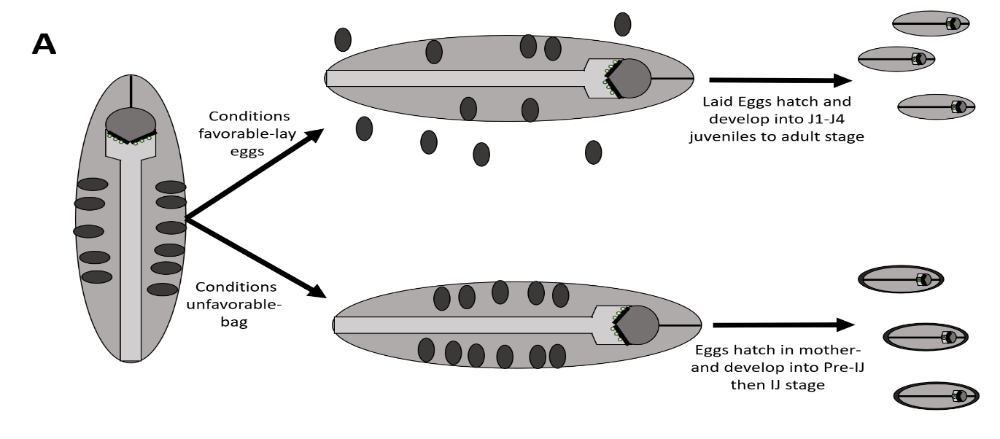 A
Conditions
favorable-lay
eggs
Laid Eggs hatch and
develop into J1-J4
juveniles to adult stage
Conditions
unfavorable-
bag
Eggs hatch in mother-
and develop into Pre-IJ
then IJ stage